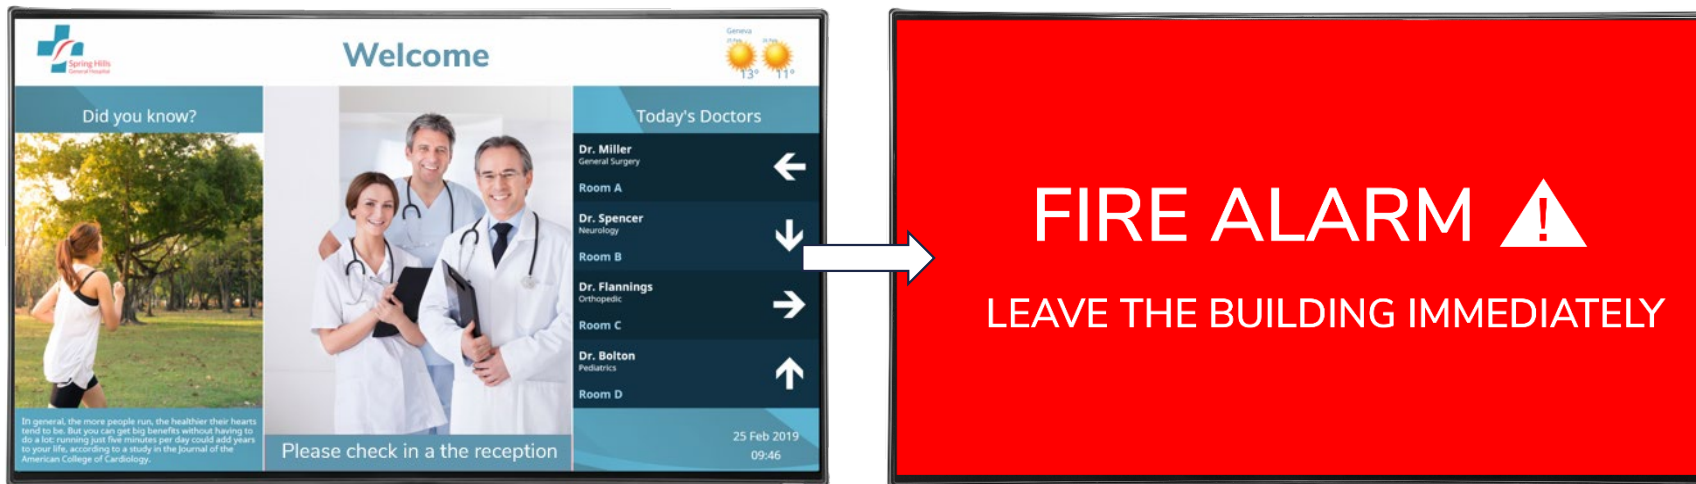 Spring Hills
General Hospital
Welcome
Geneva
13° 11°
Did you know?
In general, the more people run, the healthier their hearts
tend to be. But you can get big benefits without having to
do a lot: running just five minutes per day could add years
to your life, according to a study in the Journal of the
American College of Cardiology.
Please check in a the reception
Today's Doctors
Dr. Miller
General Surgery
Room A
Dr. Spencer
Neurology
Room B
Dr. Flannings
Orthopedic
Room C
Dr. Bolton
Pediatrics
Room D
25 Feb 2019
09:46
FIRE ALARM
LEAVE THE BUILDING IMMEDIATELY